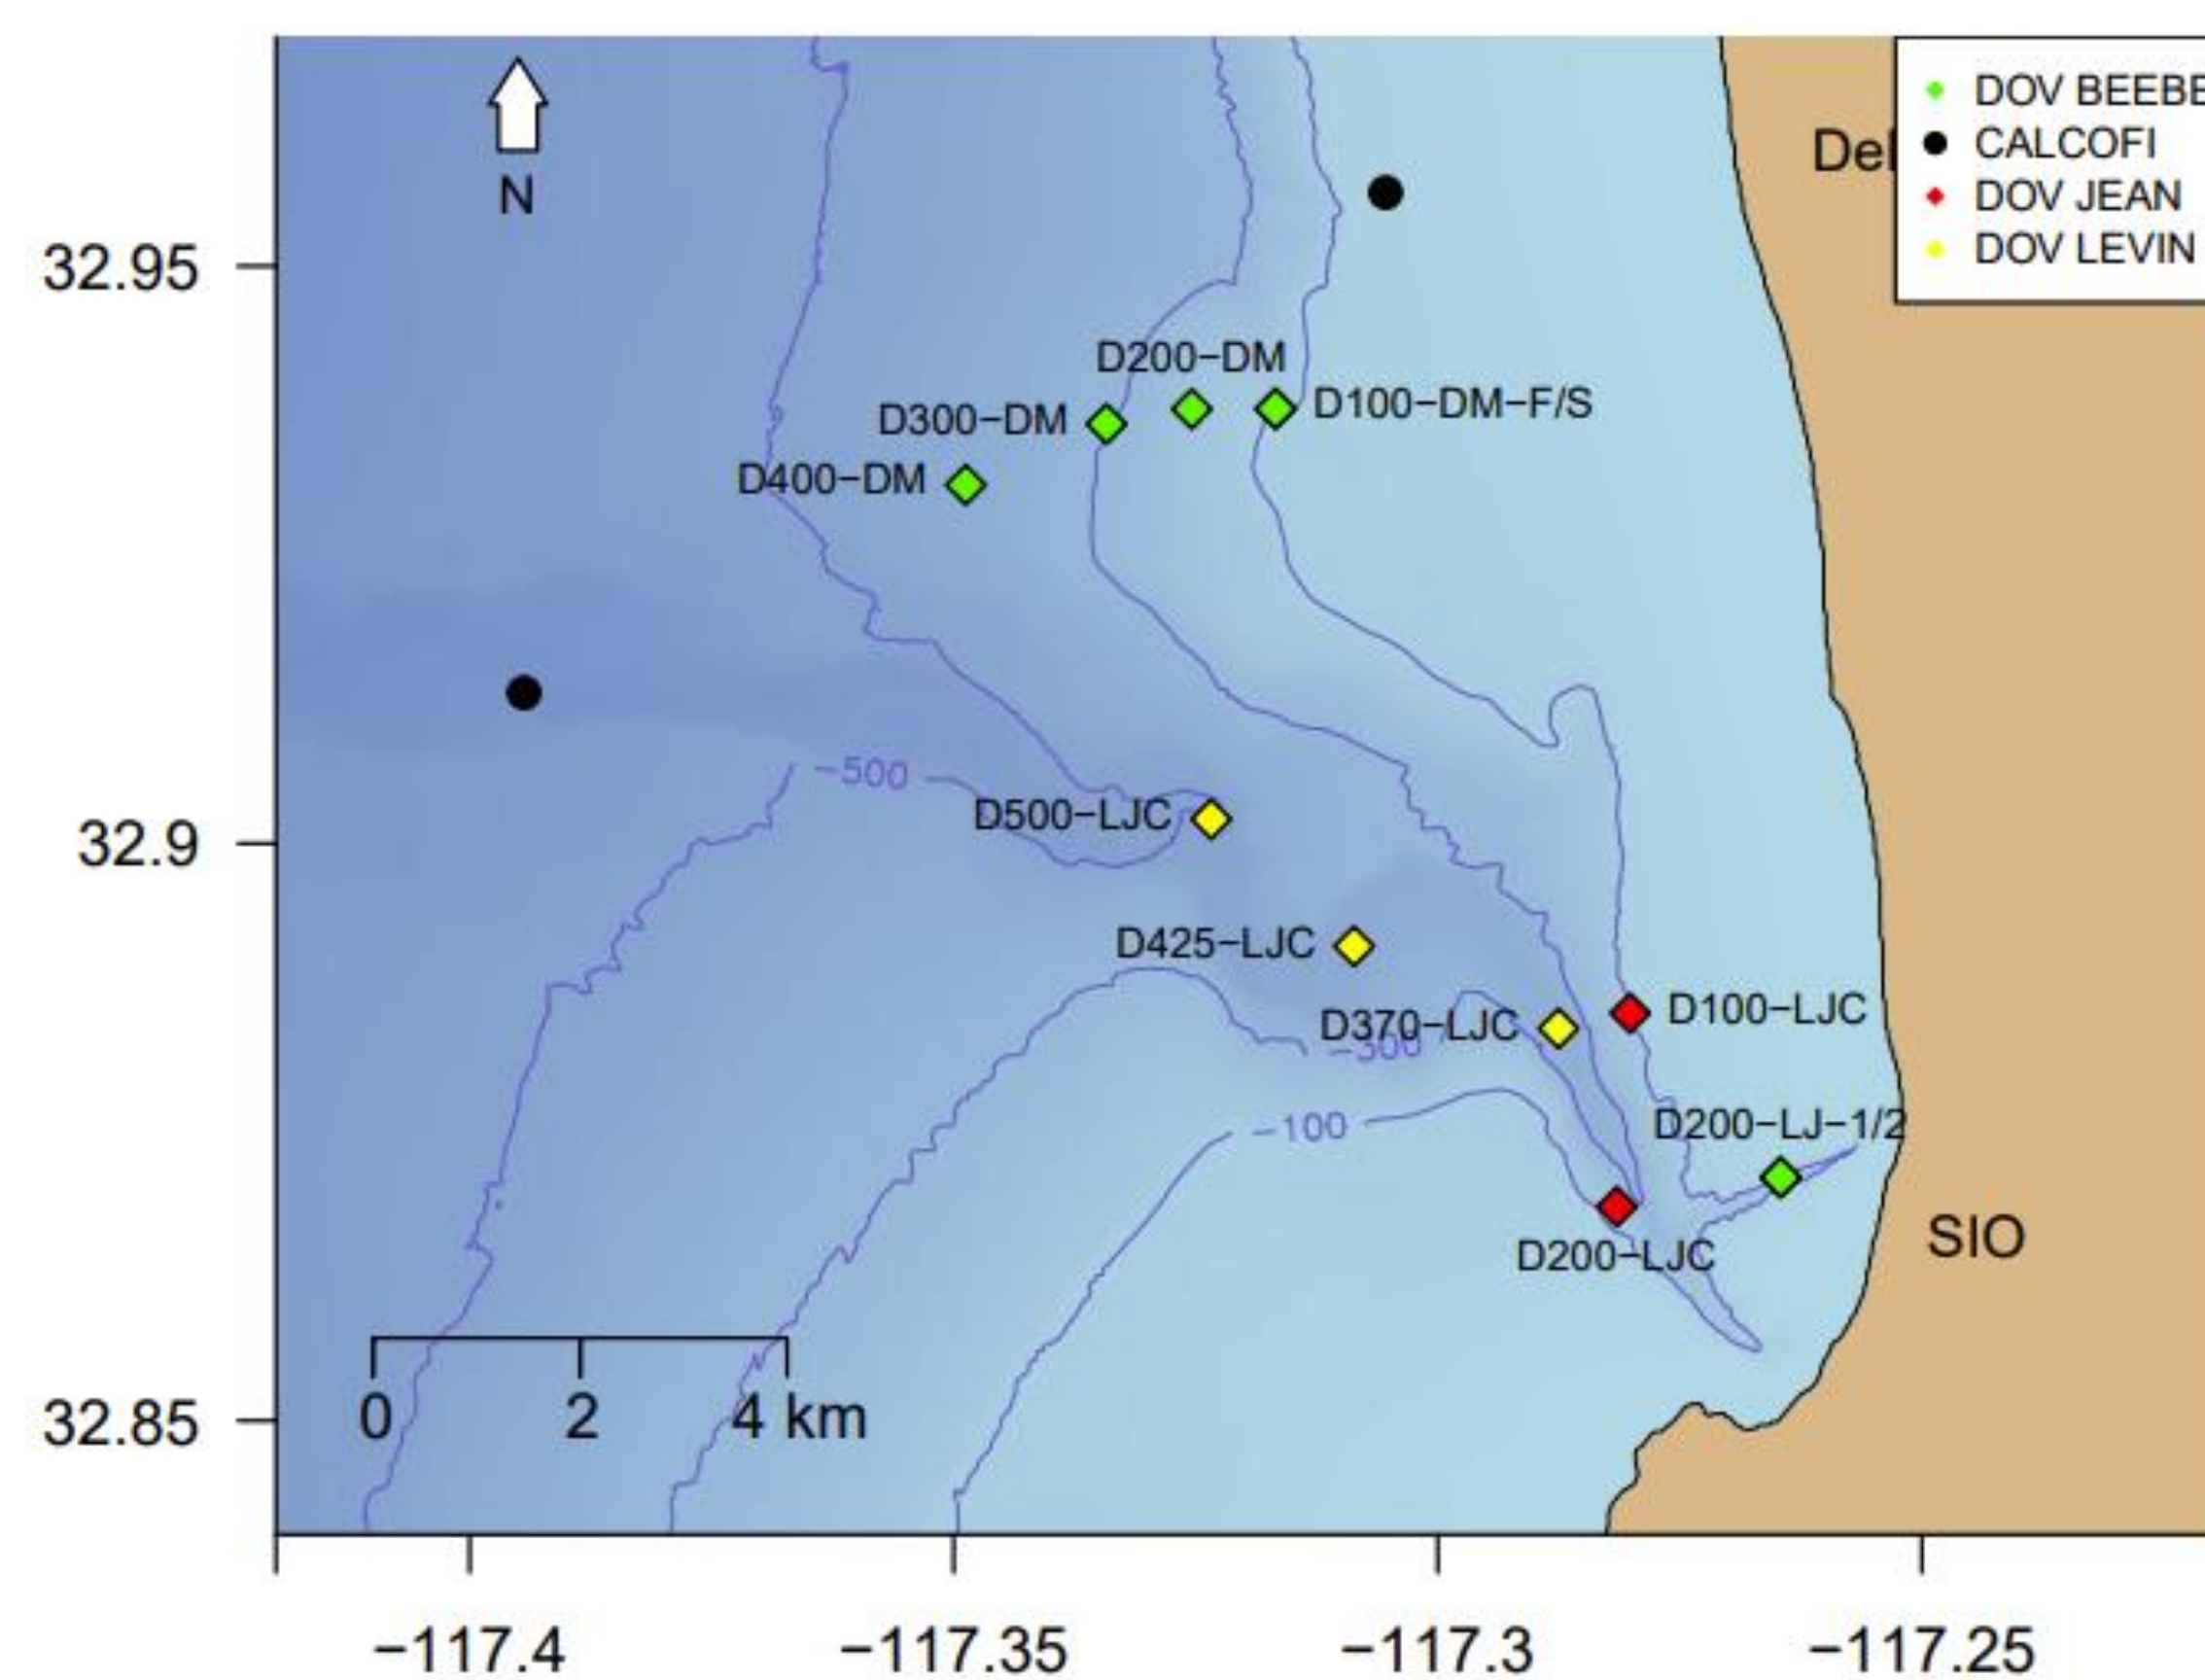 DOV BEEBE
CALCOFI
DOV JEAN
DOV LEVIN
Del
N
32.95
D200−DM
D300−DM
D100−DM−F/S
D400−DM
−500
D500−LJC
32.9
D425−LJC
D100−LJC
D370−LJC
−300
−100
D200−LJ−1/2
SIO
D200−LJC
0 2 4 km
32.85
−117.4 −117.35 −117.3 −117.25